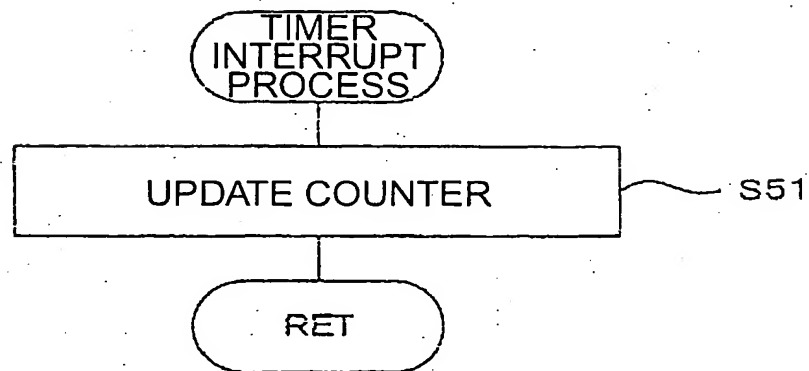 TIMER
INTERRUPT
PROCESS
UPDATE COUNTER
S51
RET